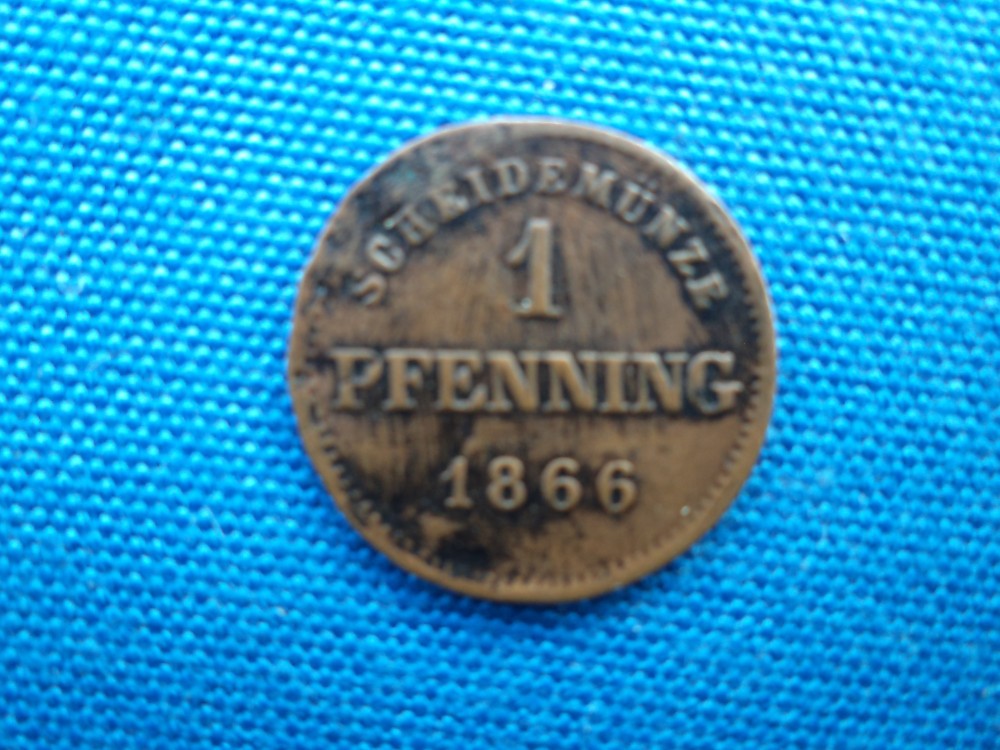 SCHEIDEMÜNZE
1
PFENNING
1866